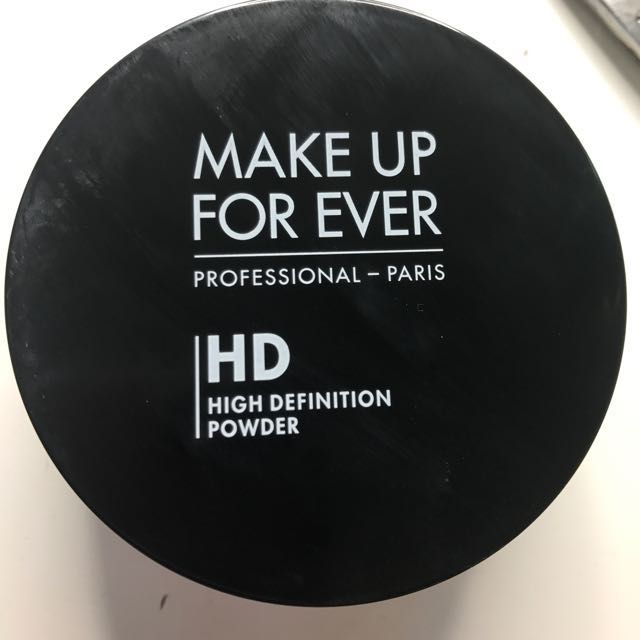 MAKE UP
FOR EVER
PROFESSIONAL – PARIS
HD
HIGH DEFINITION
POWDER